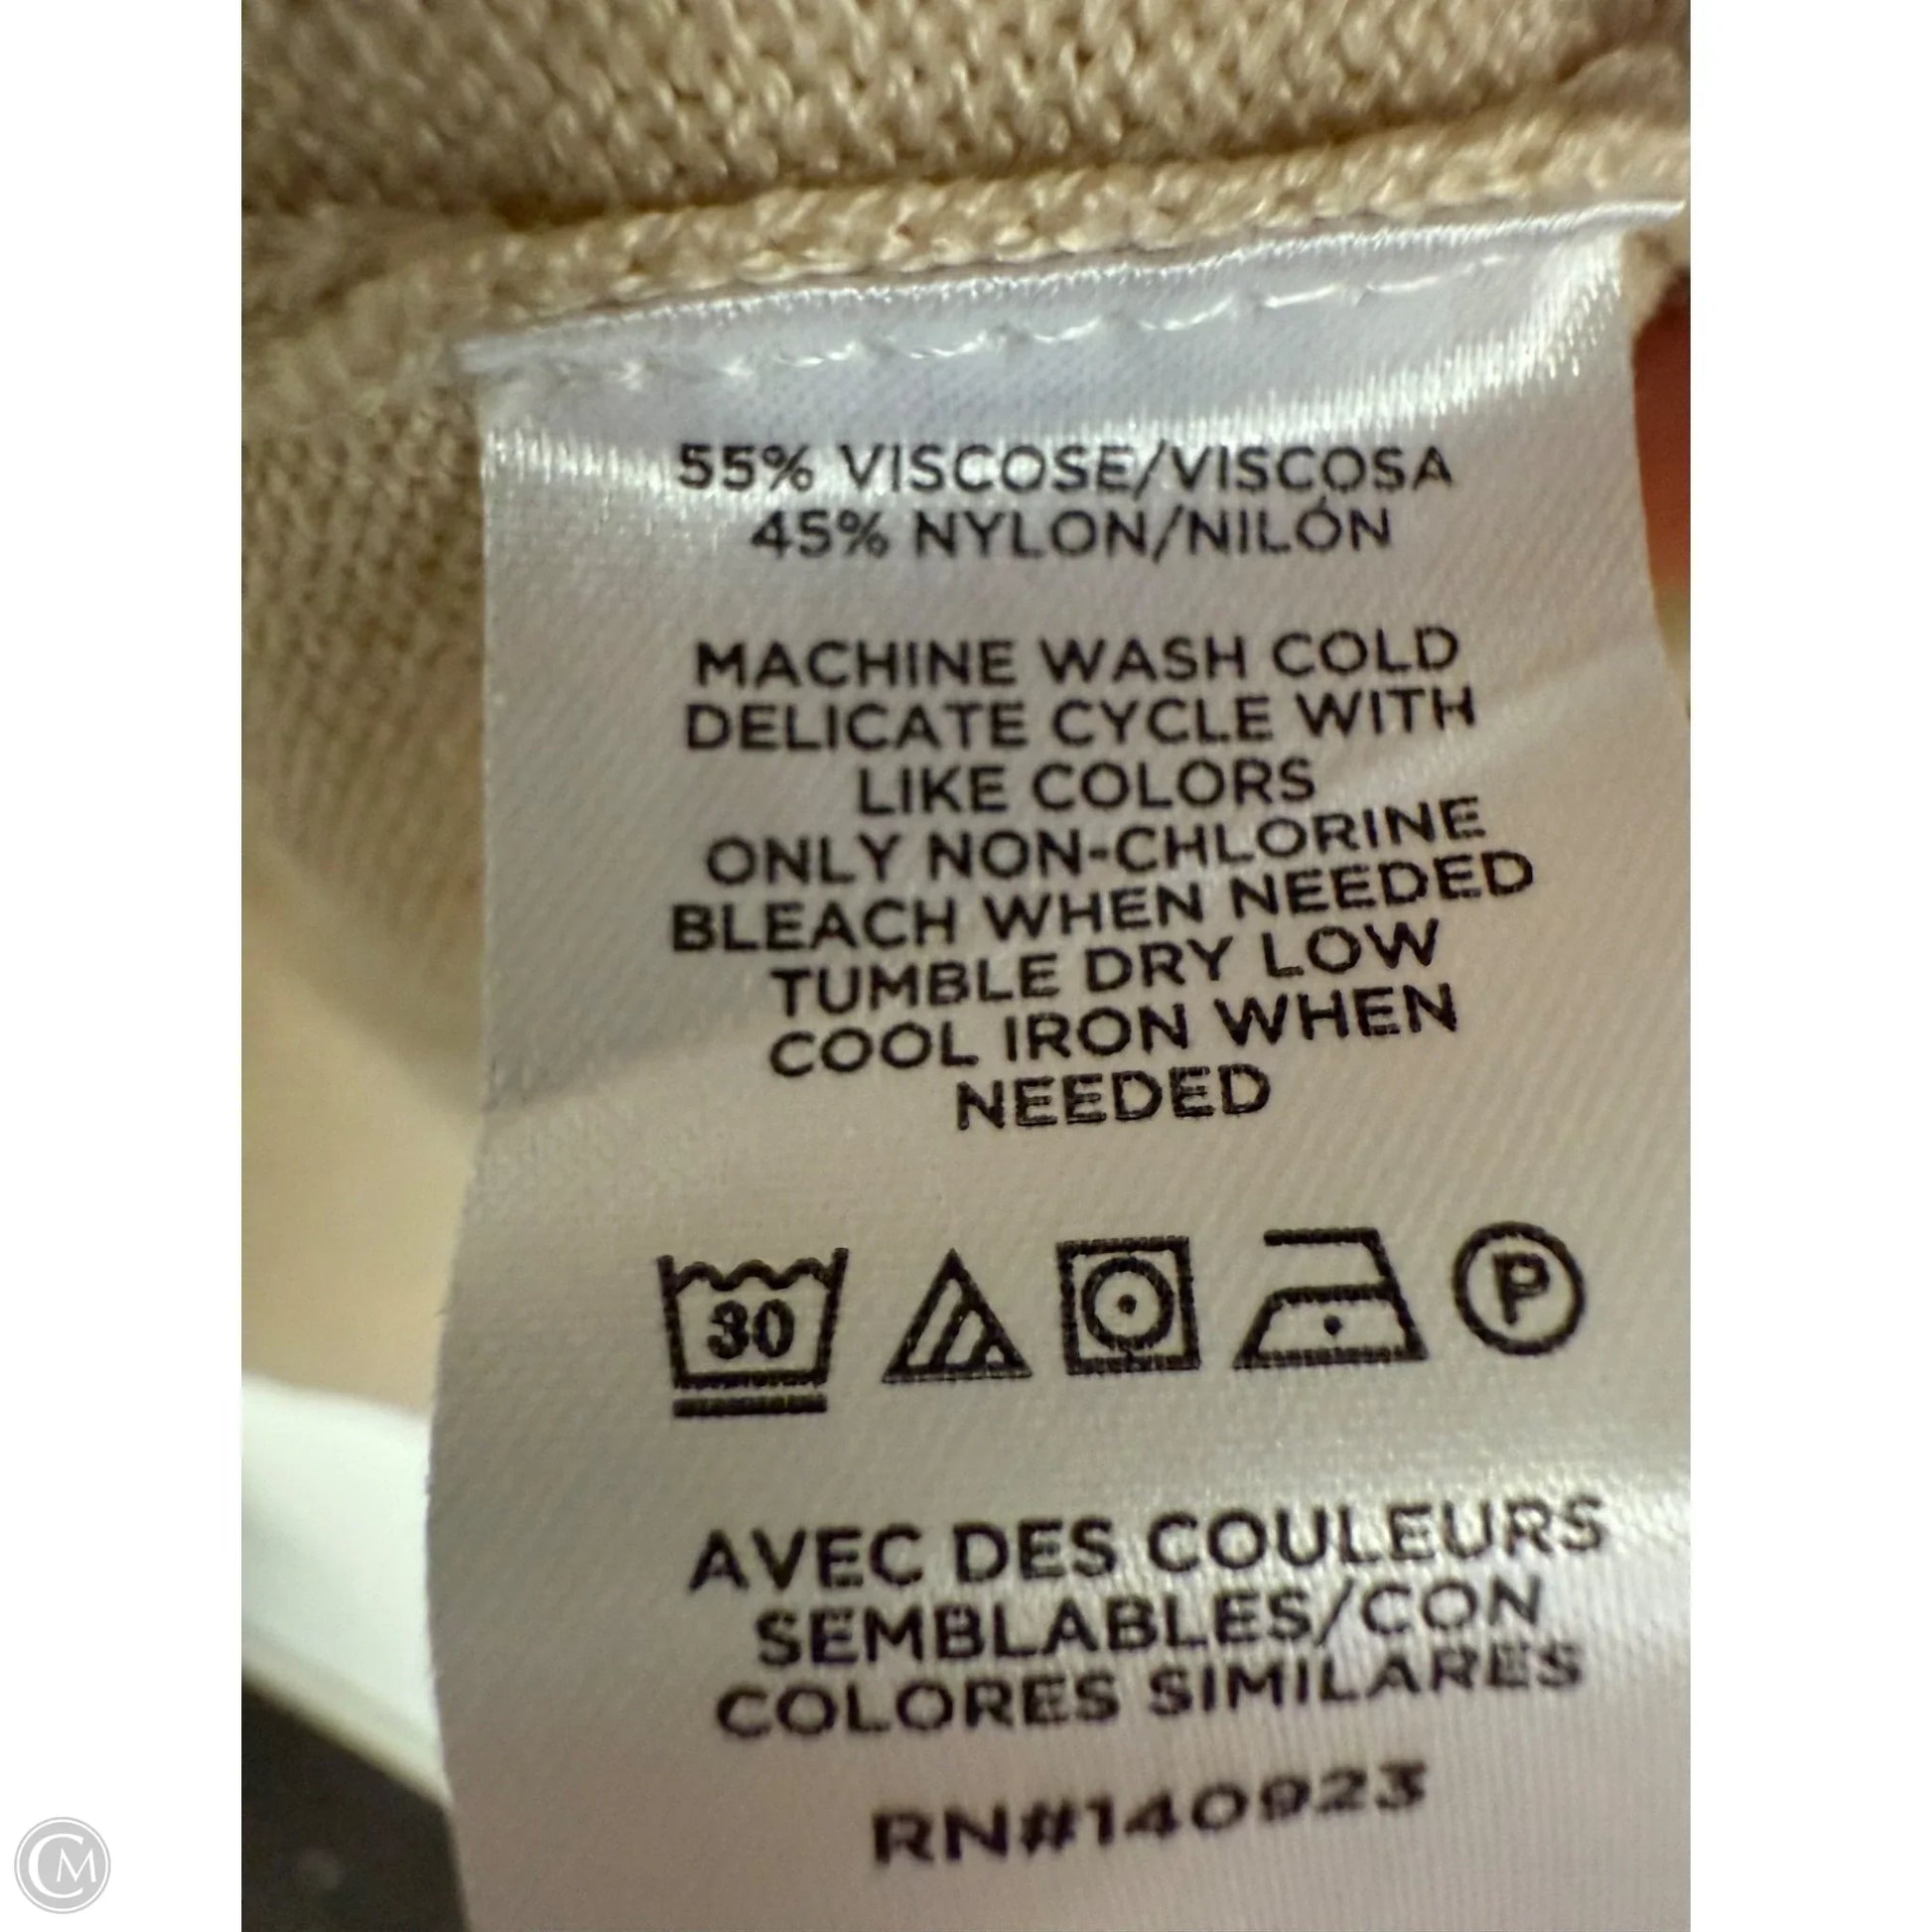 55% VISCOSE/VISCOSA
45% NYLON/NILÓN
MACHINE WASH COLD
DELICATE CYCLE WITH
LIKE COLORS
ONLY NON-CHLORINE
BLEACH WHEN NEEDED
TUMBLE DRY LOW
COOL IRON WHEN
NEEDED
30 P
AVEC DES COULEURS
SEMBLABLES/CON
COLORES SIMILARES
RN#140923
CM